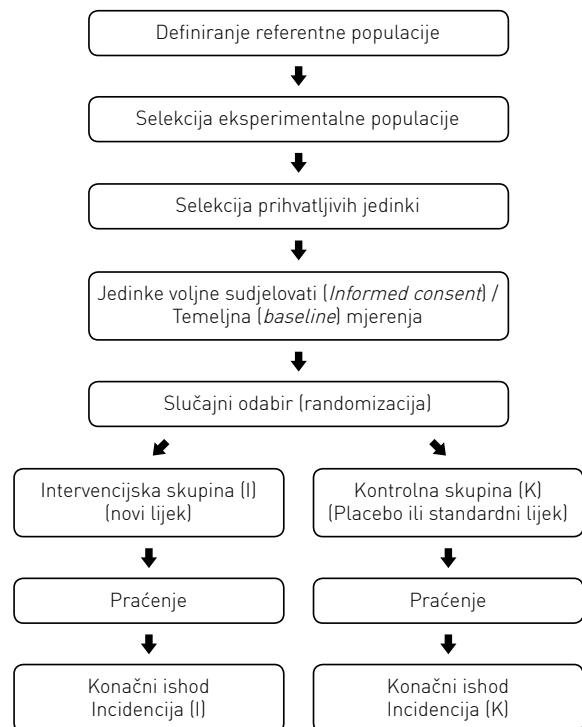 Definiranje referentne populacije
Selekcija eksperimentalne populacije
Selekcija prihvatljivih jedinki
Jedinke voljne sudjelovati (Informed consent) /
Temeljna (baseline) mjerenja
Slučajni odabir (randomizacija)
Intervencijska skupina (I)
(novi lijek)
Kontrolna skupina (K)
(Placebo ili standardni lijek)
Praćenje
Praćenje
Konačni ishod
Incidencija (I)
Konačni ishod
Incidencija (K)